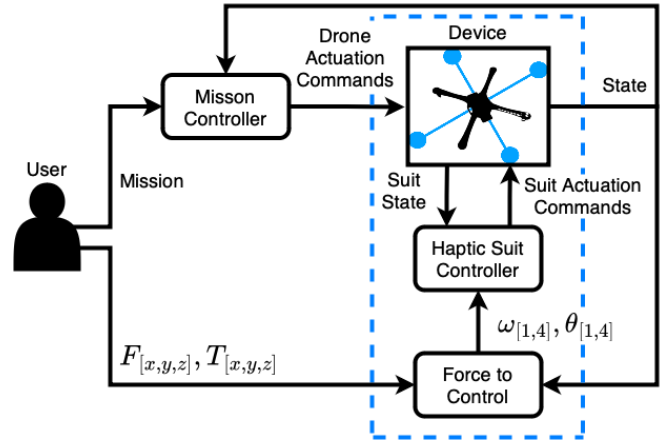 Drone
Actuation
Commands
Device
State
Misson
Controller
User
Mission
Suit
State
Suit Actuation
Commands
Haptic Suit
Controller
ω[1,4], θ[1,4]
F[x,y,z], T[x,y,z]
Force to
Control